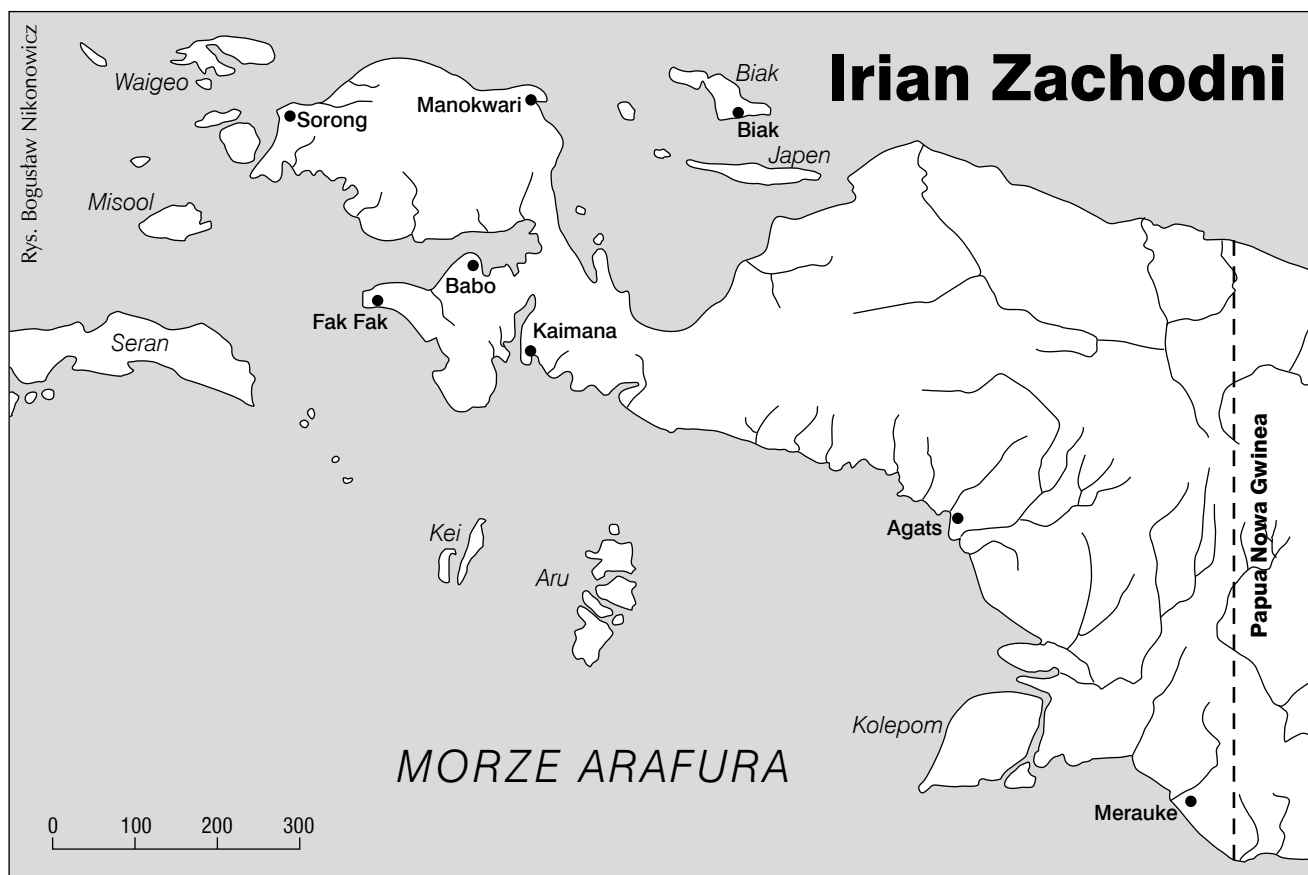 Rys. Bogusław Nikonowicz
Irian Zachodni
Waigeo
Biak
Manokwari
Sorong
Biak
Japen
Misool
Babo
Fak Fak
Kaimana
Seran
Papua Nowa Gwinea
Agats
Kei
Aru
Kolepom
MORZE ARAFURA
Merauke
0 100 200 300